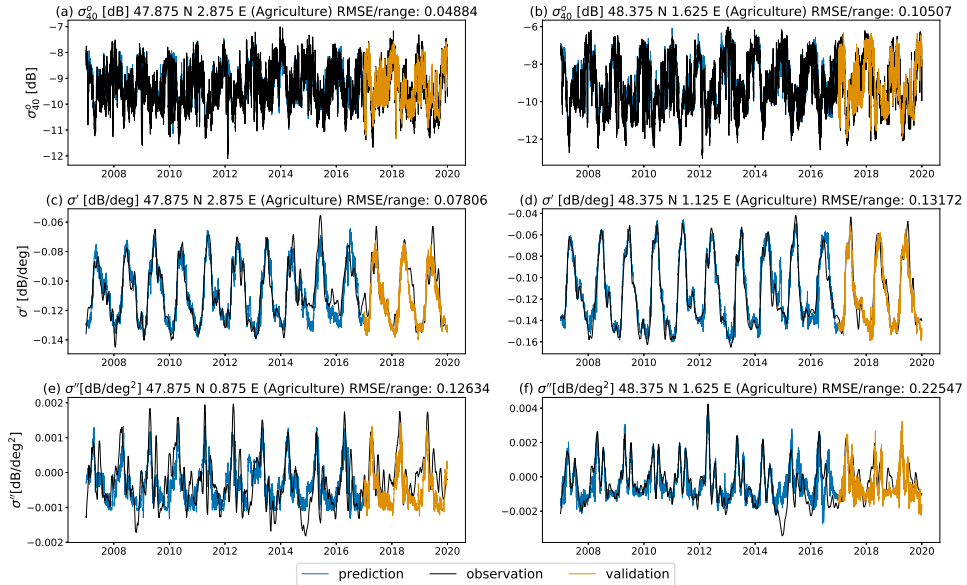 (a) σ°40 [dB] 47.875 N 2.875 E (Agriculture) RMSE/range: 0.04884
(b) σ°40 [dB] 48.375 N 1.625 E (Agriculture) RMSE/range: 0.10507
σ°40 [dB]
−7
−8
−9
−10
−11
−12
2008 2010 2012 2014 2016 2018 2020
−6
−8
−10
−12
2008 2010 2012 2014 2016 2018 2020
(c) σ′ [dB/deg] 47.875 N 2.875 E (Agriculture) RMSE/range: 0.07806
(d) σ′ [dB/deg] 48.375 N 1.125 E (Agriculture) RMSE/range: 0.13172
σ′ [dB/deg]
−0.06
−0.08
−0.10
−0.12
−0.14
2008 2010 2012 2014 2016 2018 2020
−0.04
−0.06
−0.08
−0.10
−0.12
−0.14
−0.16
2008 2010 2012 2014 2016 2018 2020
(e) σ″[dB/deg²] 47.875 N 0.875 E (Agriculture) RMSE/range: 0.12634
(f) σ″[dB/deg²] 48.375 N 1.625 E (Agriculture) RMSE/range: 0.22547
σ″[dB/deg²]
0.002
0.001
0.000
−0.001
−0.002
2008 2010 2012 2014 2016 2018 2020
0.004
0.002
0.000
−0.002
2008 2010 2012 2014 2016 2018 2020
prediction observation validation